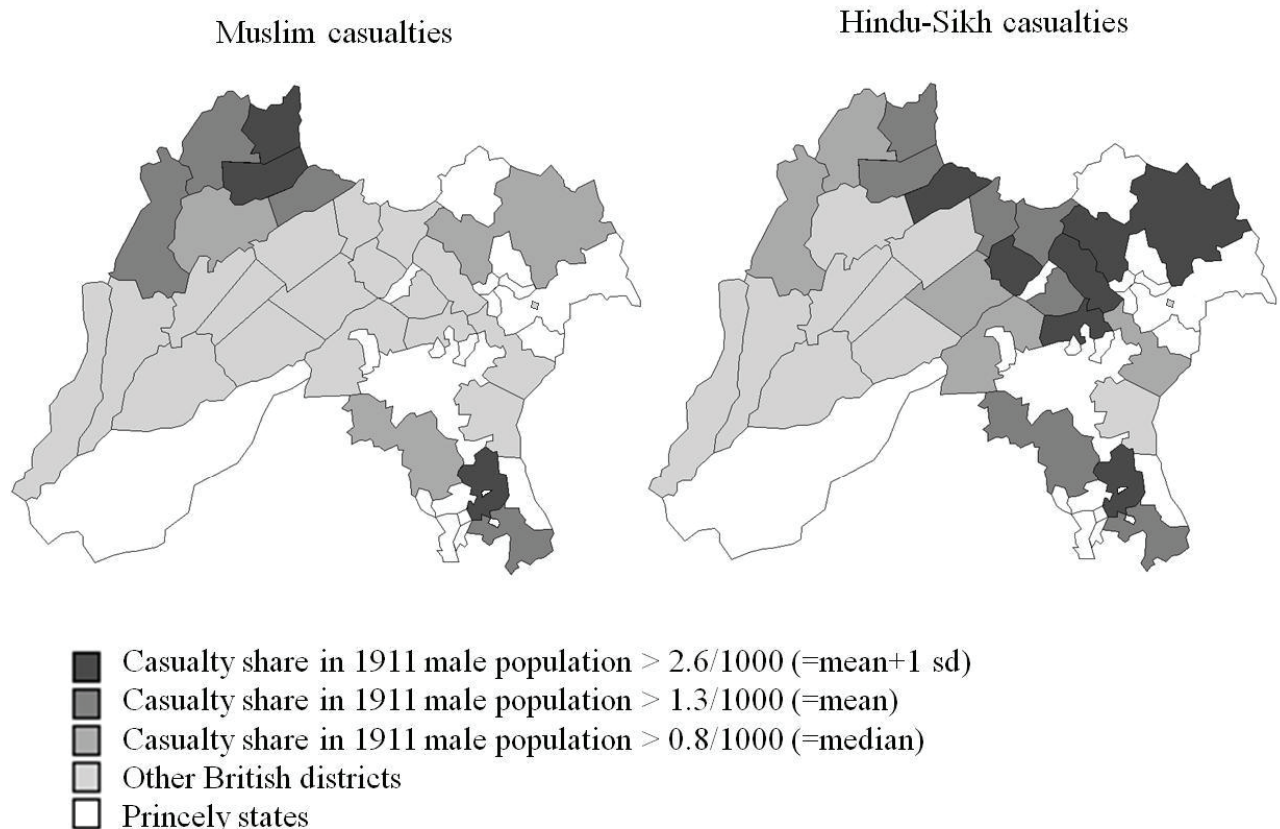 Muslim casualties
Hindu-Sikh casualties
Casualty share in 1911 male population > 2.6/1000 (=mean+1 sd)
Casualty share in 1911 male population > 1.3/1000 (=mean)
Casualty share in 1911 male population > 0.8/1000 (=median)
Other British districts
Princely states